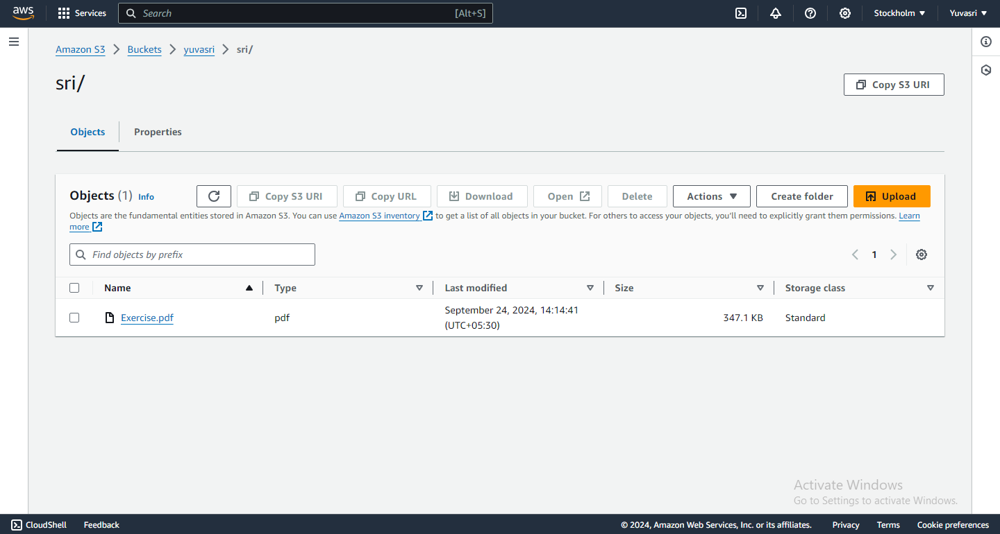 aws Services Search [Alt+S] Stockholm ▼ Yuvasri ▼
Amazon S3 > Buckets > yuvasri > sri/
sri/
Copy S3 URI
Objects Properties
Objects (1) Info Copy S3 URI Copy URL Download Open Delete Actions ▼ Create folder Upload
Objects are the fundamental entities stored in Amazon S3. You can use Amazon S3 inventory to get a list of all objects in your bucket. For others to access your objects, you'll need to explicitly grant them permissions. Learn
more
Find objects by prefix
1
Name Type Last modified Size Storage class
September 24, 2024, 14:14:41
Exercise.pdf pdf 347.1 KB Standard
(UTC+05:30)
Activate Windows
Go to Settings to activate Windows.
CloudShell Feedback © 2024, Amazon Web Services, Inc. or its affiliates. Privacy Terms Cookie preferences